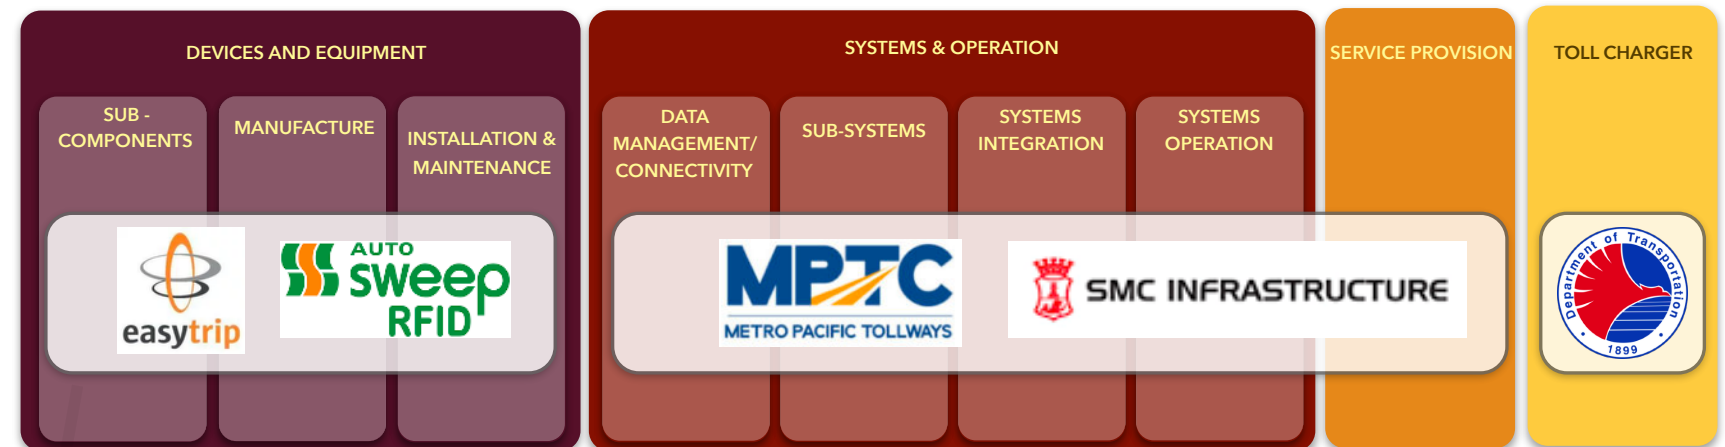 DEVICES AND EQUIPMENT
SUB -
COMPONENTS
MANUFACTURE
INSTALLATION &
MAINTENANCE
easytrip
AUTO
sweep
RFID
SYSTEMS & OPERATION
DATA
MANAGEMENT/
CONNECTIVITY
SUB-SYSTEMS
SYSTEMS
INTEGRATION
SYSTEMS
OPERATION
MPTC
METRO PACIFIC TOLLWAYS
SMC INFRASTRUCTURE
SERVICE PROVISION
TOLL CHARGER
Department of Transportation
1899